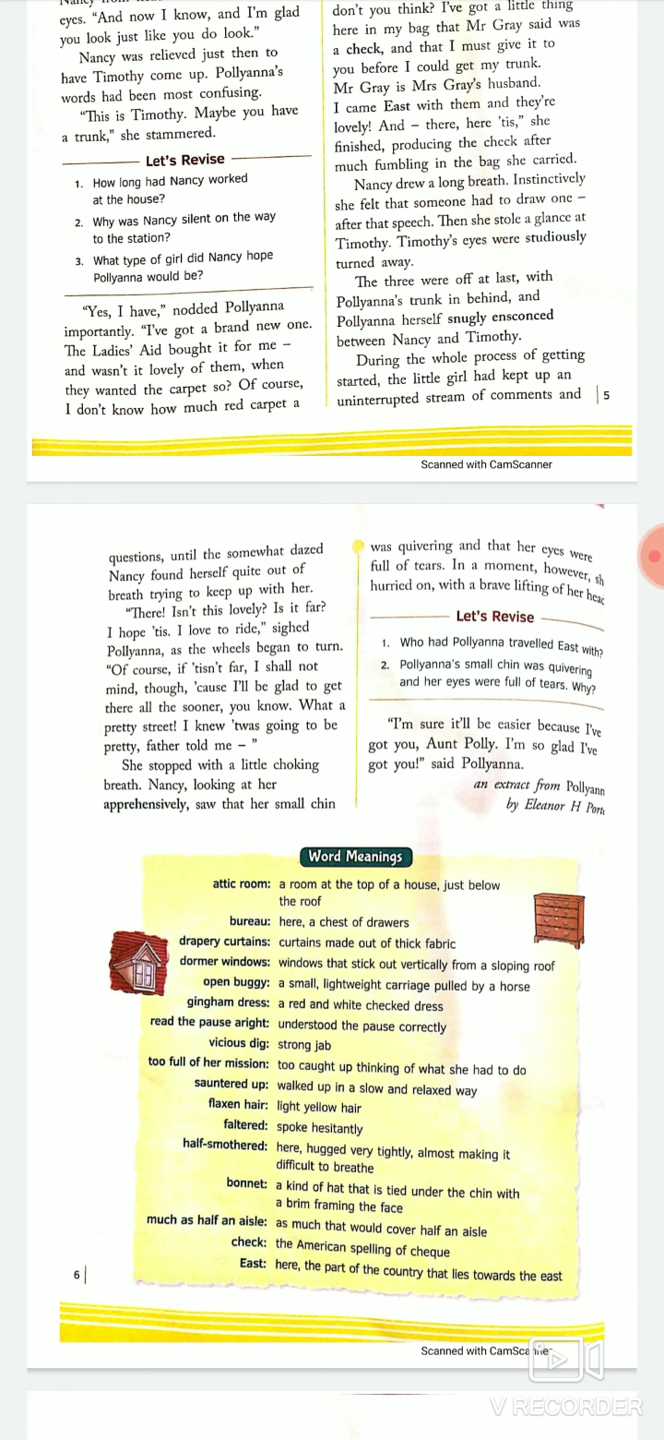 eyes. “And now I know, and I’m glad
you look just like you do look.”
Nancy was relieved just then to
have Timothy come up. Pollyanna’s
words had been most confusing.
“This is Timothy. Maybe you have
a trunk,” she stammered.
Let’s Revise
1. How long had Nancy worked
at the house?
2. Why was Nancy silent on the way
to the station?
3. What type of girl did Nancy hope
Pollyanna would be?
“Yes, I have,” nodded Pollyanna
importantly. “I’ve got a brand new one.
The Ladies’ Aid bought it for me –
and wasn’t it lovely of them, when
they wanted the carpet so? Of course,
I don’t know how much red carpet a
don’t you think? I’ve got a little thing
here in my bag that Mr Gray said was
a check, and that I must give it to
you before I could get my trunk.
Mr Gray is Mrs Gray’s husband.
I came East with them and they’re
lovely! And – there, here ’tis,” she
finished, producing the check after
much fumbling in the bag she carried.
Nancy drew a long breath. Instinctively
she felt that someone had to draw one –
after that speech. Then she stole a glance at
Timothy. Timothy’s eyes were studiously
turned away.
The three were off at last, with
Pollyanna’s trunk in behind, and
Pollyanna herself snugly ensconced
between Nancy and Timothy.
During the whole process of getting
started, the little girl had kept up an
uninterrupted stream of comments and
5
Scanned with CamScanner
questions, until the somewhat dazed
Nancy found herself quite out of
breath trying to keep up with her.
“There! Isn’t this lovely? Is it far?
I hope ’tis. I love to ride,” sighed
Pollyanna, as the wheels began to turn.
“Of course, if ’tisn’t far, I shall not
mind, though, ’cause I’ll be glad to get
there all the sooner, you know. What a
pretty street! I knew ’twas going to be
pretty, father told me – ”
She stopped with a little choking
breath. Nancy, looking at her
apprehensively, saw that her small chin
was quivering and that her eyes were
full of tears. In a moment, however, sh
hurried on, with a brave lifting of her head
Let’s Revise
1. Who had Pollyanna travelled East with?
2. Pollyanna’s small chin was quivering
and her eyes were full of tears. Why?
“I’m sure it’ll be easier because I’ve
got you, Aunt Polly. I’m so glad I’ve
got you!” said Pollyanna.
an extract from Pollyann
by Eleanor H Porte
Word Meanings
attic room: a room at the top of a house, just below
the roof
bureau: here, a chest of drawers
drapery curtains: curtains made out of thick fabric
dormer windows: windows that stick out vertically from a sloping roof
open buggy: a small, lightweight carriage pulled by a horse
gingham dress: a red and white checked dress
read the pause aright: understood the pause correctly
vicious dig: strong jab
too full of her mission: too caught up thinking of what she had to do
sauntered up: walked up in a slow and relaxed way
flaxen hair: light yellow hair
faltered: spoke hesitantly
half-smothered: here, hugged very tightly, almost making it
difficult to breathe
bonnet: a kind of hat that is tied under the chin with
a brim framing the face
much as half an aisle: as much that would cover half an aisle
check: the American spelling of cheque
East: here, the part of the country that lies towards the east
6
Scanned with CamScanner
V RECORDER